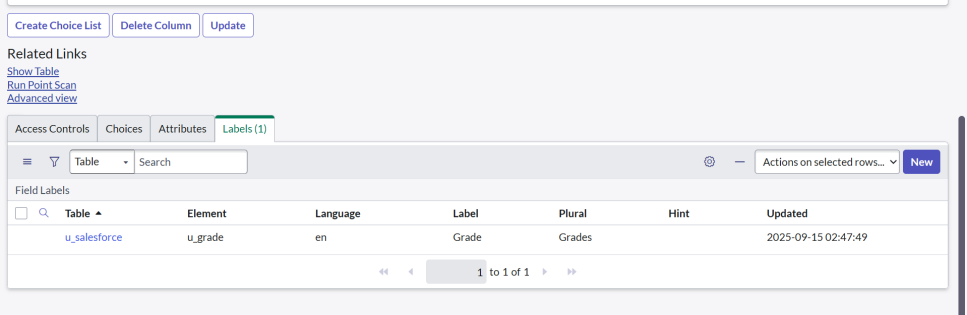 Create Choice List Delete Column Update
Related Links
Show Table
Run Point Scan
Advanced view
Access Controls Choices Attributes Labels (1)
Table Search Actions on selected rows... New
Field Labels
Table Element Language Label Plural Hint Updated
u_salesforce u_grade en Grade Grades 2025-09-15 02:47:49
1 to 1 of 1